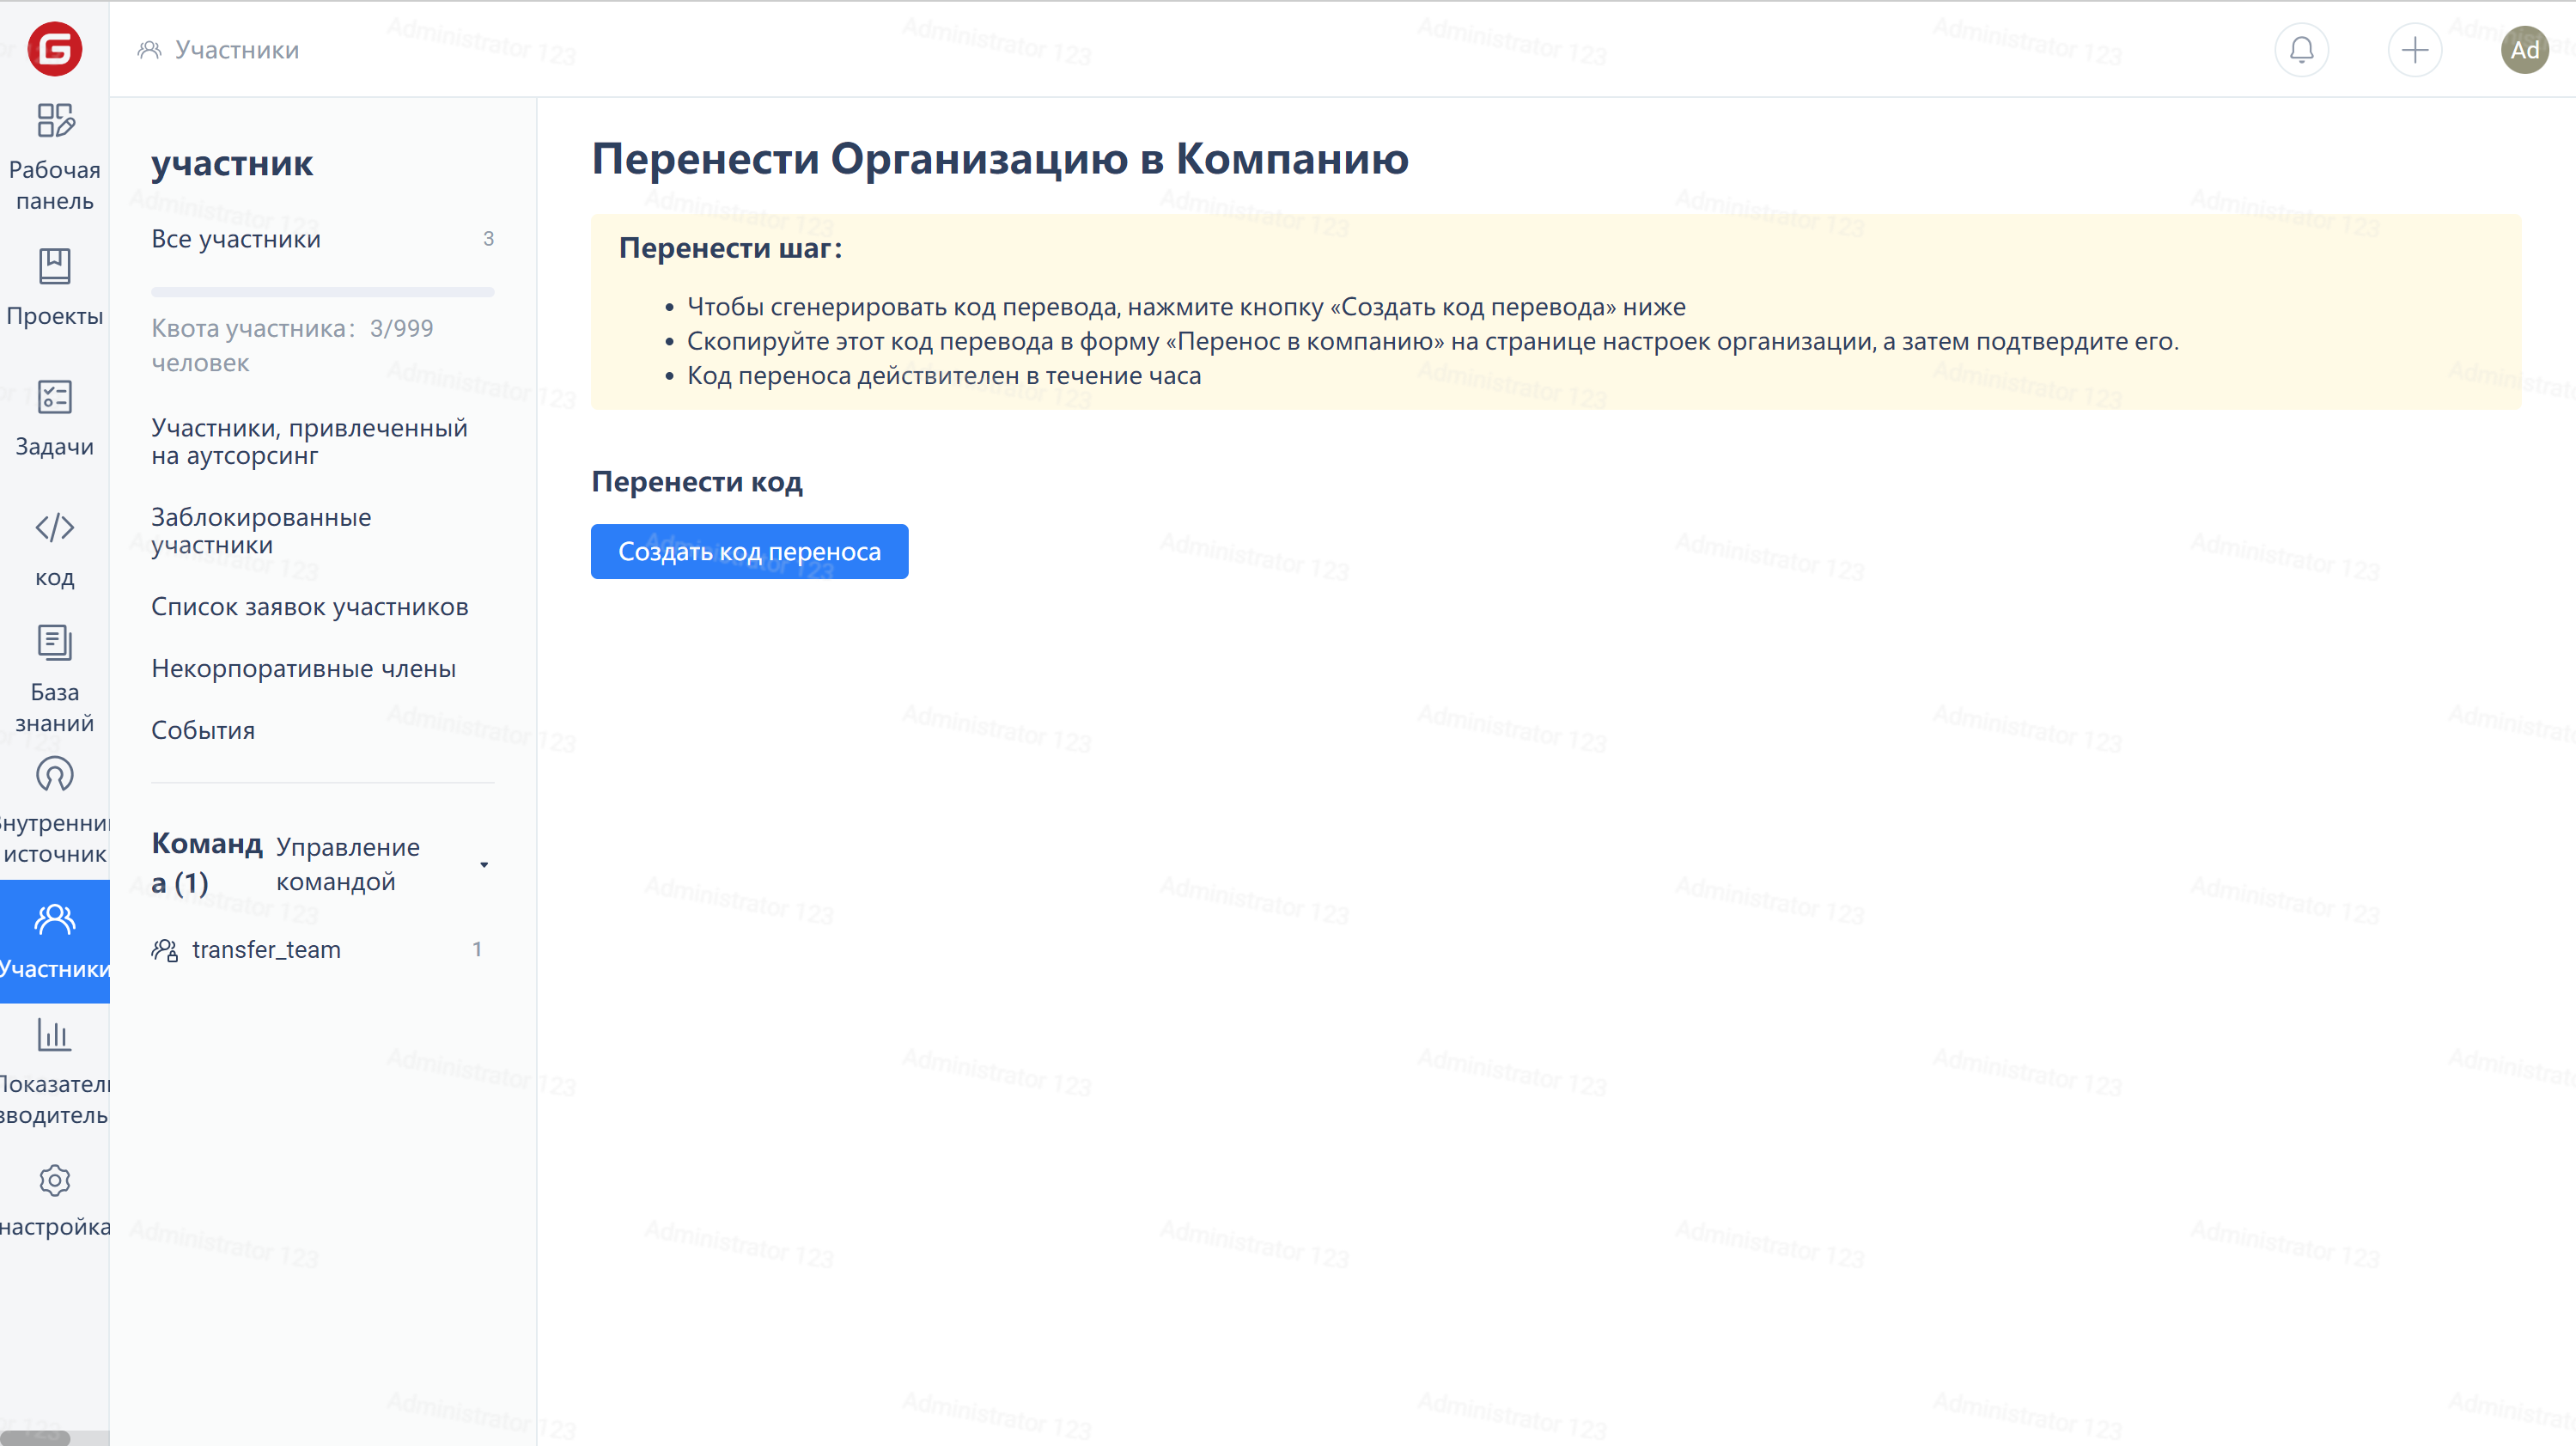 Участники
Ad
Рабочая
панель
Проекты
Задачи
код
База
знаний
нутренни
источник
Участники
Показател
зводитель
настройка
участник
Все участники 3
Квота участника: 3/999
человек
Участники, привлеченный
на аутсорсинг
Заблокированные
участники
Список заявок участников
Некорпоративные члены
События
Команд
а (1)
Управление
командой
transfer_team 1
Перенести Организацию в Компанию
Перенести шаг:
• Чтобы сгенерировать код перевода, нажмите кнопку «Создать код перевода» ниже
• Скопируйте этот код перевода в форму «Перенос в компанию» на странице настроек организации, а затем подтвердите его.
• Код переноса действителен в течение часа
Перенести код
Создать код переноса
Administrator 123